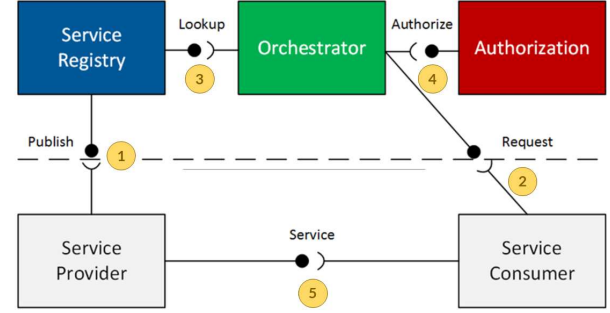 Service
Registry
Lookup
3
Orchestrator
Authorize
4
Authorization
Publish
1
Request
2
Service
Provider
Service
5
Service
Consumer